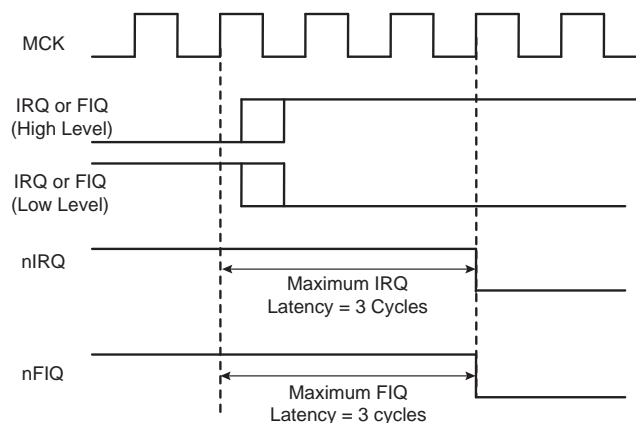 MCK
IRQ or FIQ
(High Level)
IRQ or FIQ
(Low Level)
nIRQ
Maximum IRQ
Latency = 3 Cycles
nFIQ
Maximum FIQ
Latency = 3 cycles